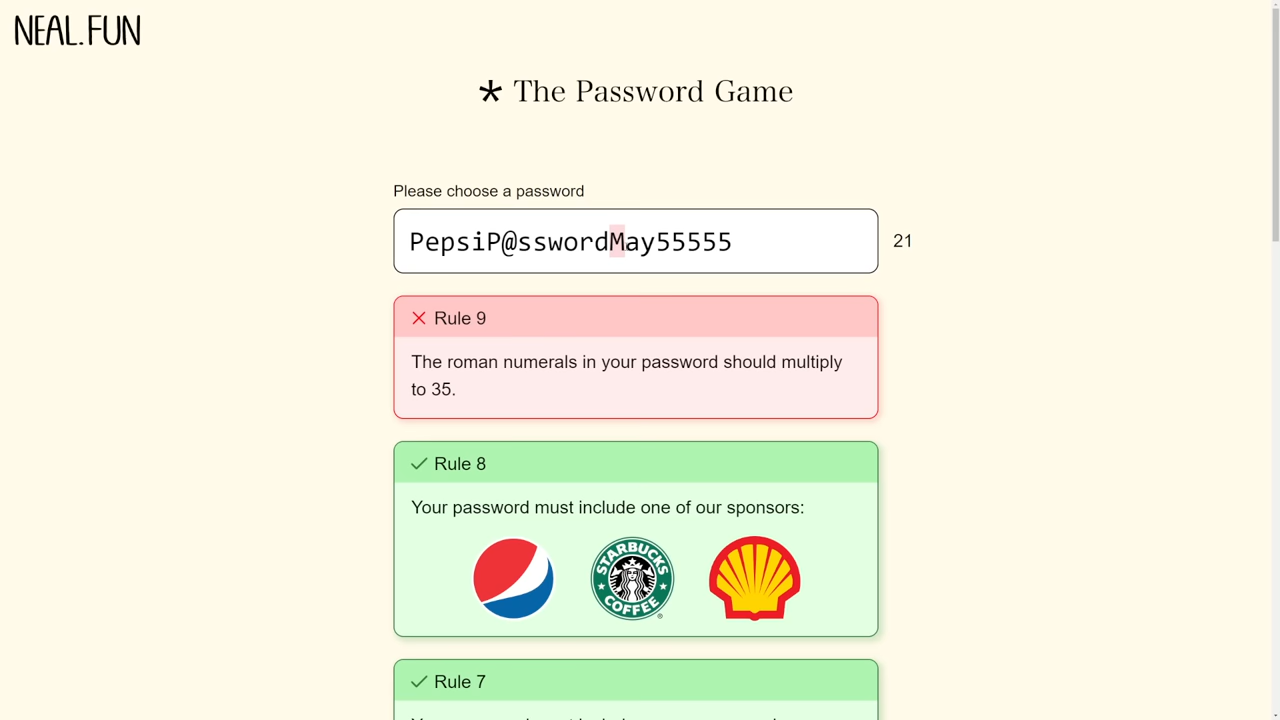 NEAL.FUN
* The Password Game
Please choose a password
PepsiP@sswordMay55555
21
Rule 9
The roman numerals in your password should multiply
to 35.
Rule 8
Your password must include one of our sponsors:
STARBUCKS
COFFEE
®
Rule 7